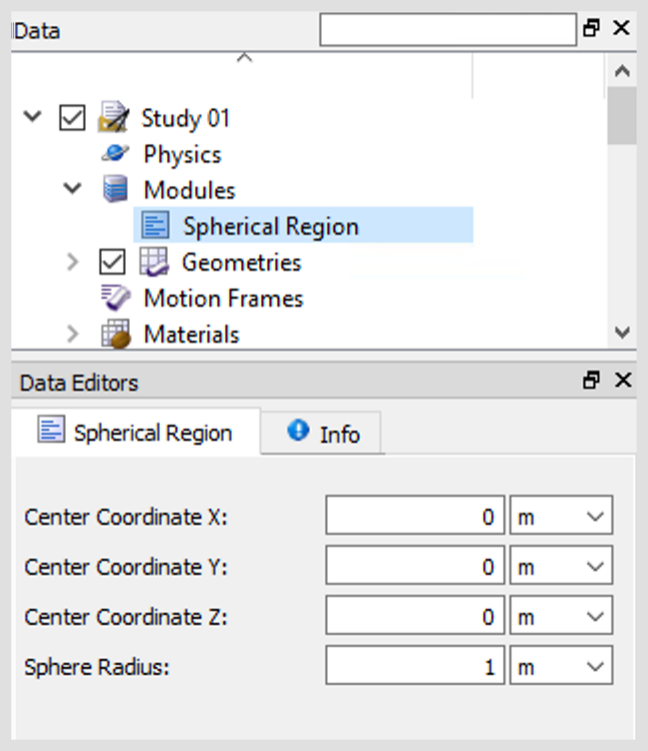 Data
Study 01
Physics
Modules
Spherical Region
Geometries
Motion Frames
Materials
Data Editors
Spherical Region Info
Center Coordinate X: 0 m
Center Coordinate Y: 0 m
Center Coordinate Z: 0 m
Sphere Radius: 1 m